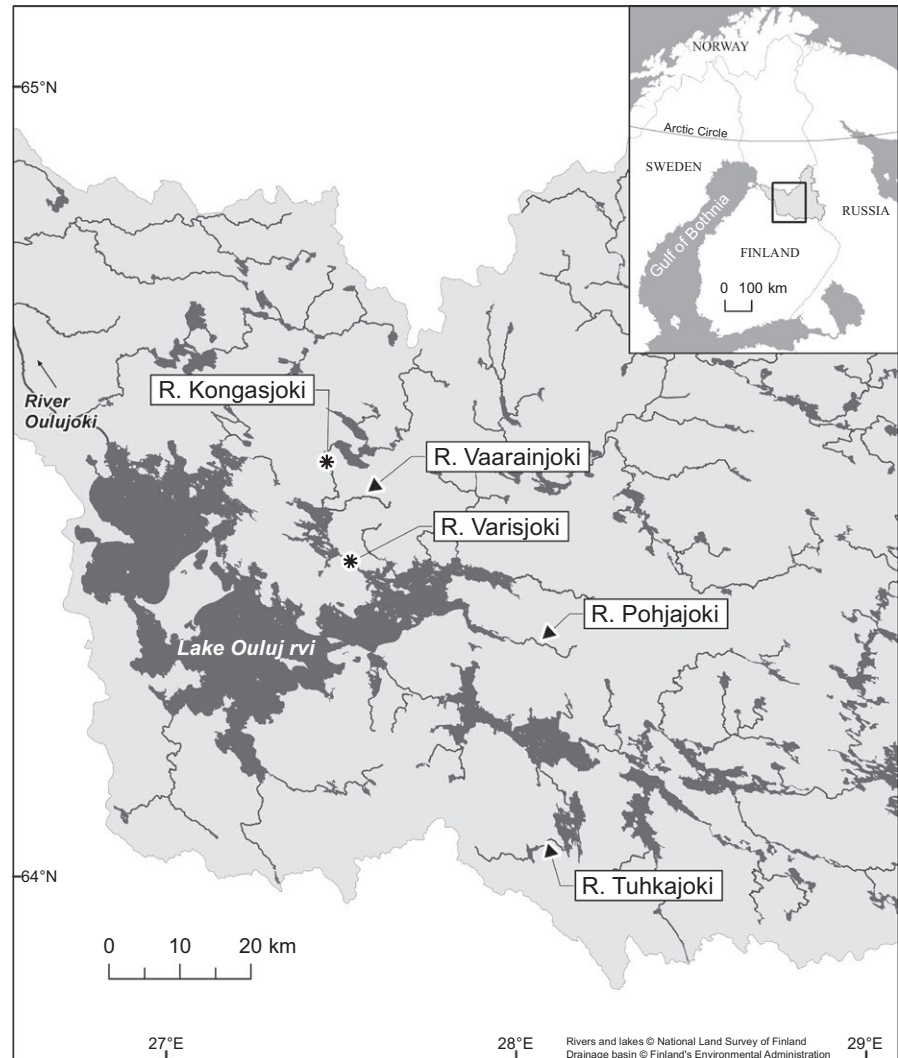 NORWAY
65°N
Arctic Circle
SWEDEN
RUSSIA
Gulf of Bothnia
FINLAND
0 100 km
R. Kongasjoki
River
Oulujoki
R. Vaarainjoki
R. Varisjoki
R. Pohjajoki
Lake Ouluj rvi
64°N
R. Tuhkajoki
0 10 20 km
27°E
28°E
29°E
Rivers and lakes © National Land Survey of Finland
Drainage basin © Finland's Environmental Administration